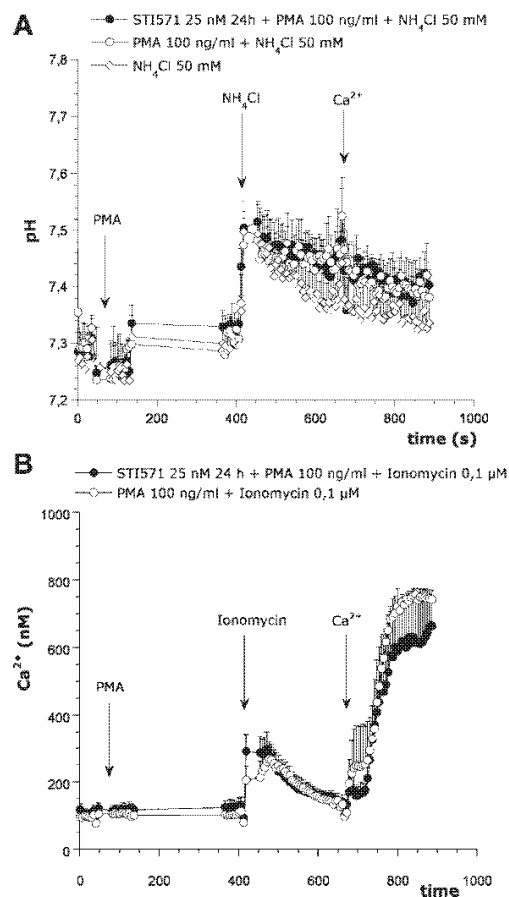 A
STI571 25 nM 24h + PMA 100 ng/ml + NH₄Cl 50 mM
PMA 100 ng/ml + NH₄Cl 50 mM
NH₄Cl 50 mM
7,8
7,7
7,6
7,5
7,4
7,3
7,2
pH
PMA
NH₄Cl
Ca²⁺
0 200 400 600 800 1000
time (s)
B
STI571 25 nM 24 h + PMA 100 ng/ml + Ionomycin 0,1 µM
PMA 100 ng/ml + Ionomycin 0,1 µM
1000
800
600
400
200
0
Ca²⁺ (nM)
PMA
Ionomycin
Ca²⁺
0 200 400 600 800 1000
time